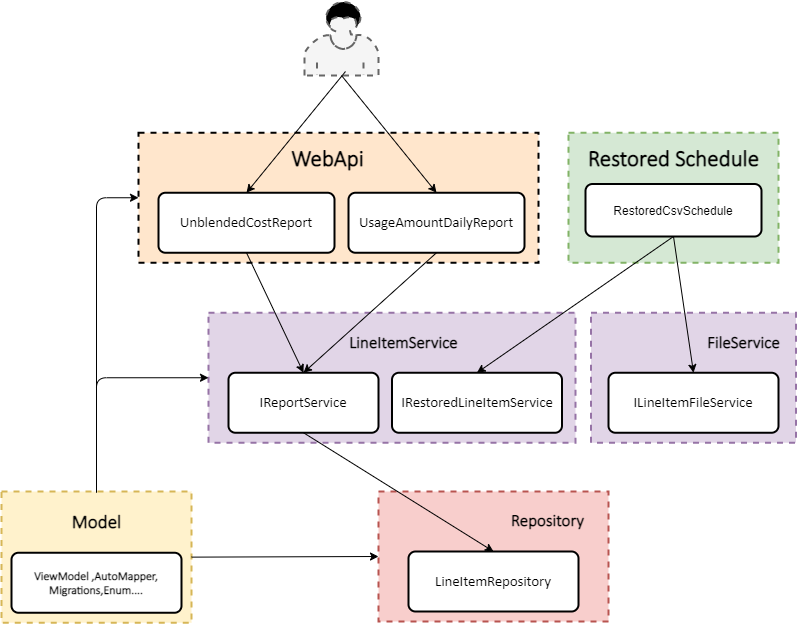 WebApi
UnblendedCostReport
UsageAmountDailyReport
Restored Schedule
RestoredCsvSchedule
LineItemService
IReportService
IRestoredLineItemService
FileService
ILineItemFileService
Model
ViewModel ,AutoMapper,
Migrations,Enum....
Repository
LineItemRepository